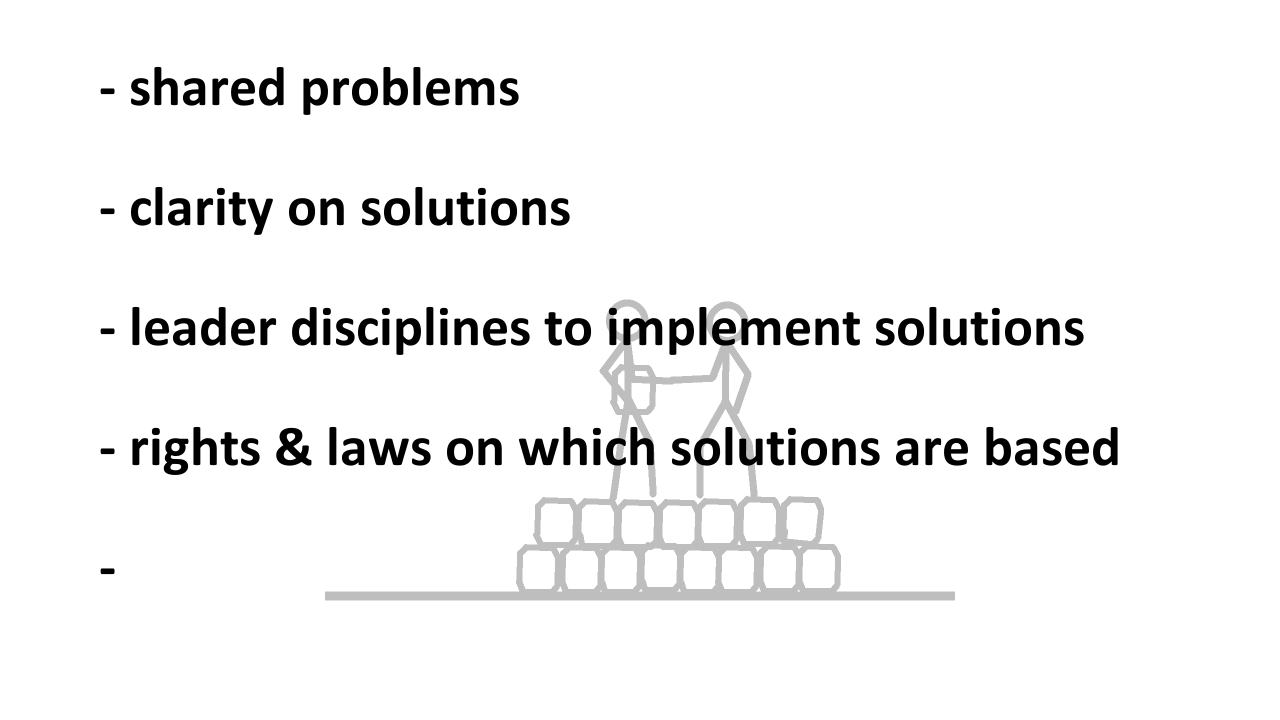 - shared problems
- clarity on solutions
- leader disciplines to implement solutions
- rights & laws on which solutions are based
-